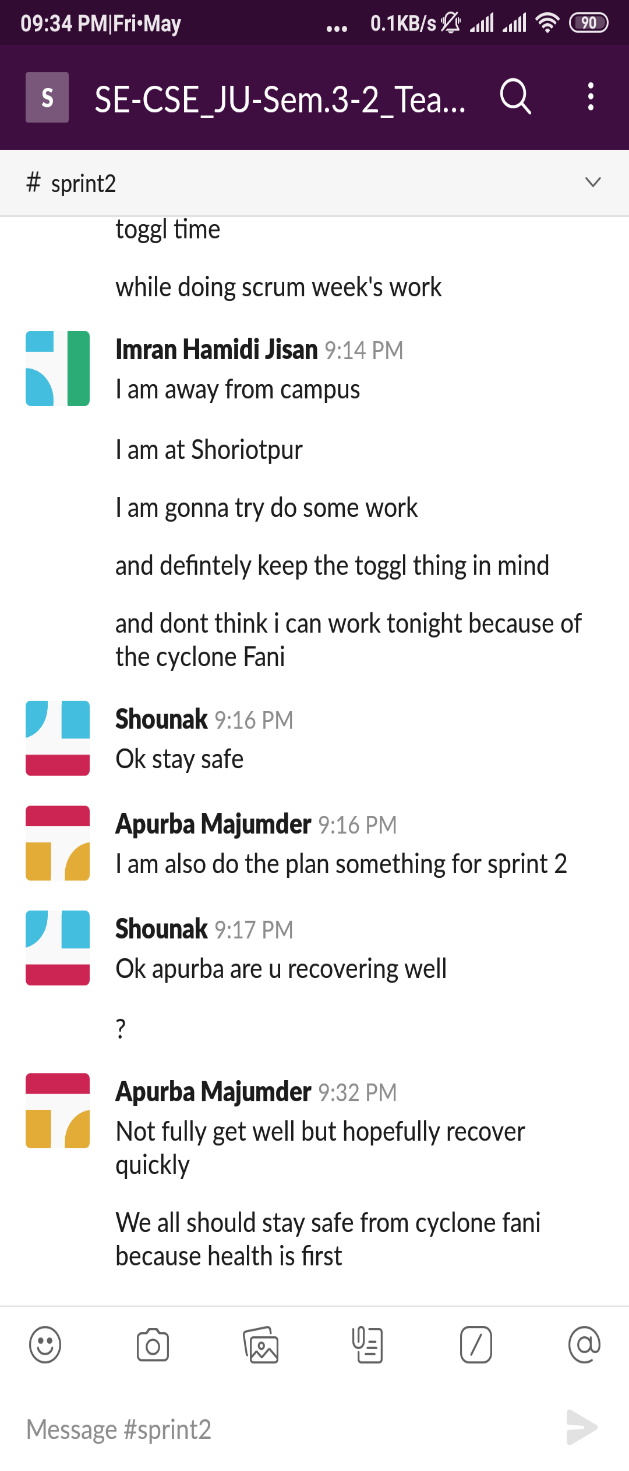 09:34 PM|Fri•May ... 0.1KB/s 90
S SE-CSE_JU-Sem.3-2_Tea...
# sprint2
toggl time
while doing scrum week's work
Imran Hamidi Jisan 9:14 PM
I am away from campus
I am at Shoriotpur
I am gonna try do some work
and defintely keep the toggl thing in mind
and dont think i can work tonight because of
the cyclone Fani
Shounak 9:16 PM
Ok stay safe
Apurba Majumder 9:16 PM
I am also do the plan something for sprint 2
Shounak 9:17 PM
Ok apurba are u recovering well
?
Apurba Majumder 9:32 PM
Not fully get well but hopefully recover
quickly
We all should stay safe from cyclone fani
because health is first
Message #sprint2